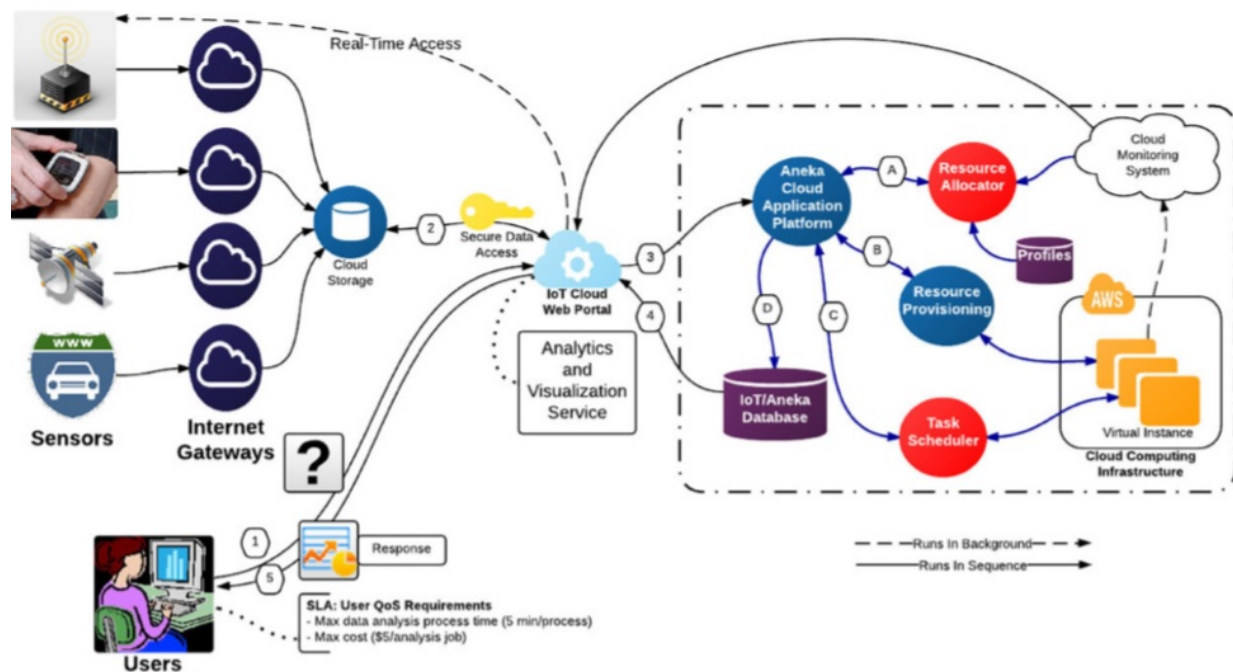 Real-Time Access
WWW
Sensors
Internet
Gateways
Cloud
Storage
2
Secure Data
Access
IoT Cloud
Web Portal
Analytics
and
Visualization
Service
3
4
Aneka
Cloud
Application
Platform
A
Resource
Allocator
Cloud
Monitoring
System
Profiles
B
Resource
Provisioning
AWS
D
C
IoT/Aneka
Database
Task
Scheduler
Virtual Instance
Cloud Computing
Infrastructure
?
1
5
Response
Users
SLA: User QoS Requirements
- Max data analysis process time (5 min/process)
- Max cost ($5/analysis job)
Runs In Background
Runs In Sequence